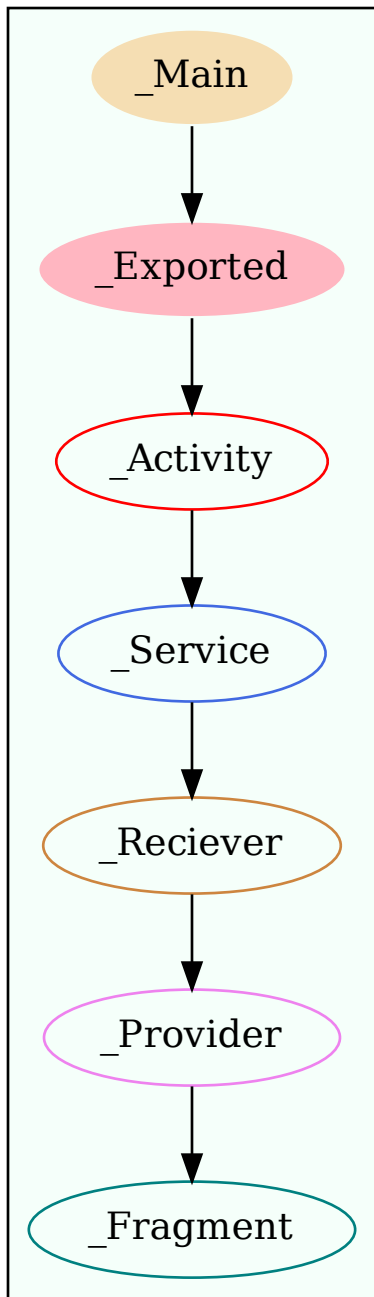 _Main
_Exported
_Activity
_Service
_Reciever
_Provider
_Fragment